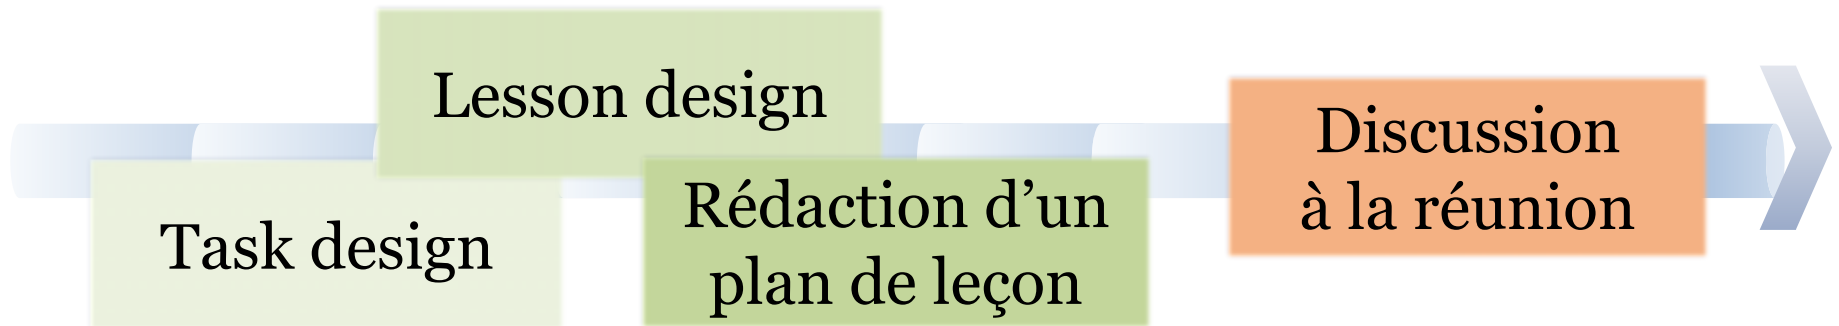 Task design
Lesson design
Rédaction d’un
plan de leçon
Discussion
à la réunion